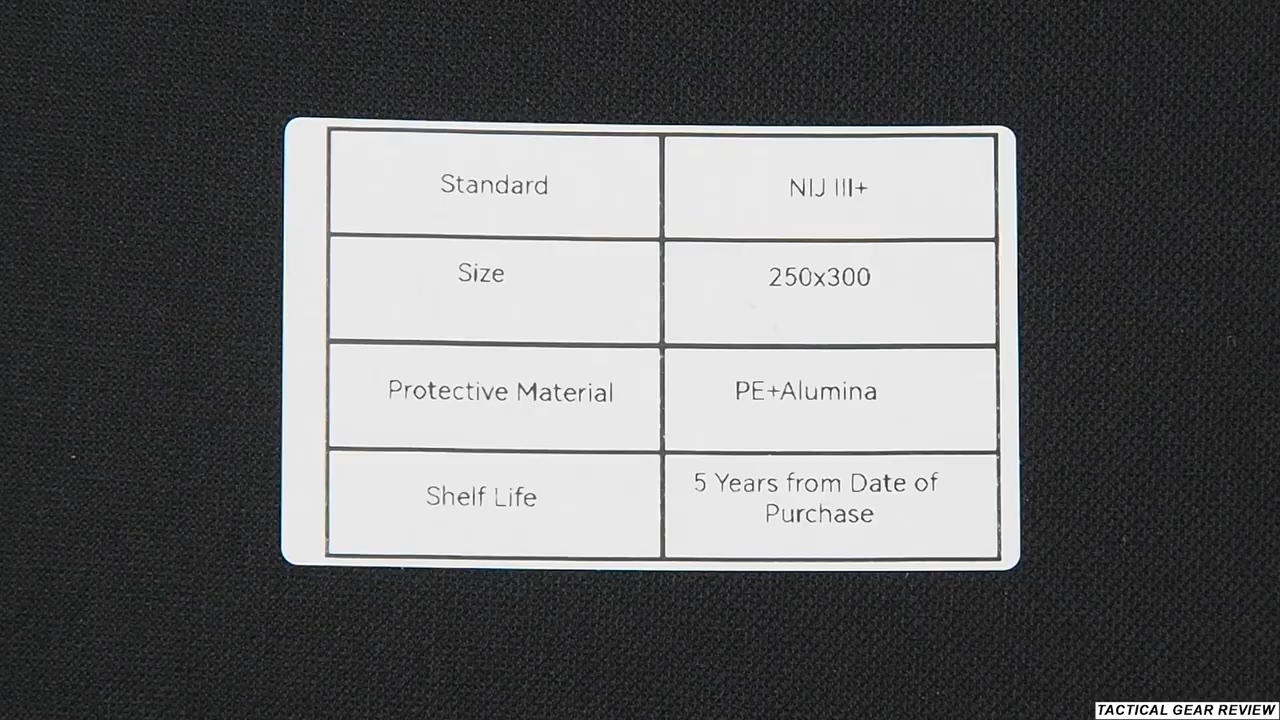 Standard NIJ III+
Size 250x300
Protective Material PE+Alumina
Shelf Life 5 Years from Date of
Purchase
TACTICAL GEAR REVIEW